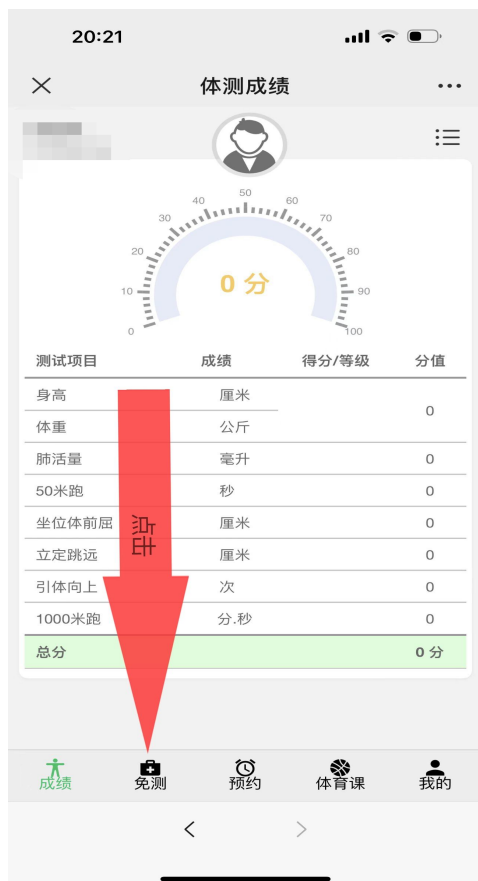 20:21
体测成绩
0
10
20
30
40
50
60
70
80
90
100
0 分
测试项目 成绩 得分/等级 分值
身高 厘米
0
体重 公斤
肺活量 毫升 0
50米跑 秒 0
坐位体前屈 厘米 0
立定跳远 厘米 0
引体向上 次 0
1000米跑 分.秒 0
总分 0 分
点击
成绩 免测 预约 体育课 我的